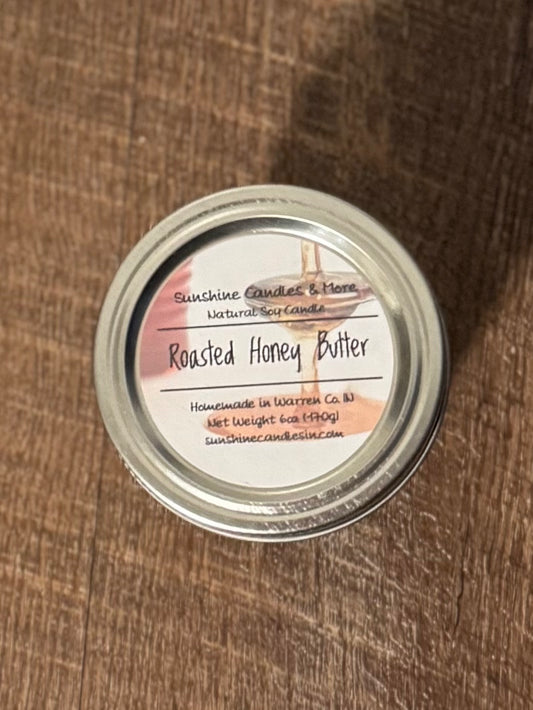 Sunshine Candles & More
Natural Soy Candle
Roasted Honey Butter
Homemade in Warren Co. IN
Net Weight 6oz (170g)
sunshinecandlesin.com